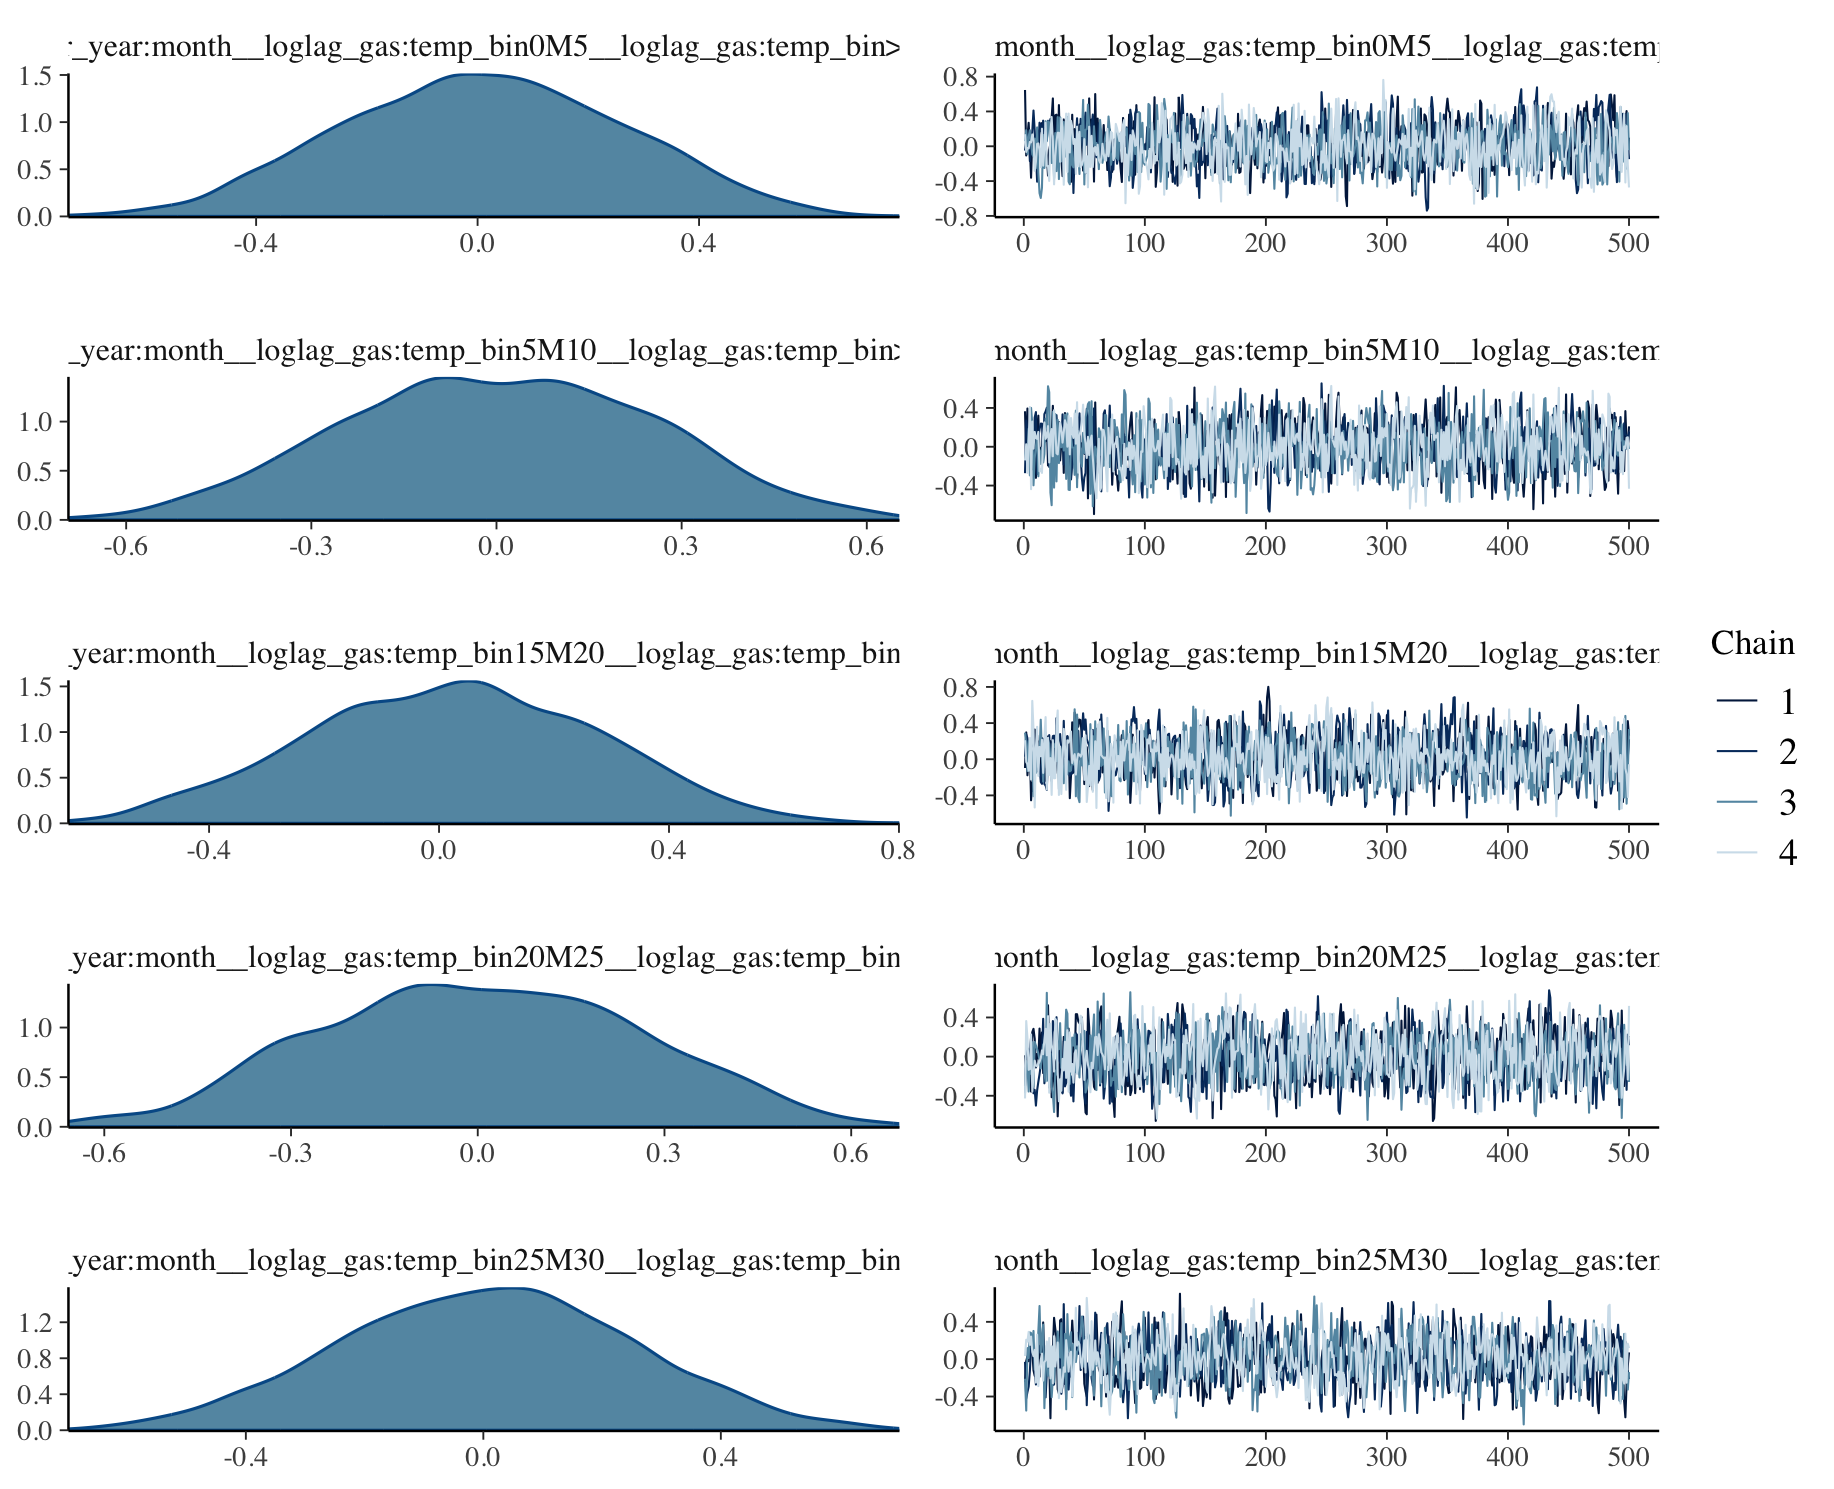 :_year:month__loglag_gas:temp_bin0M5__loglag_gas:temp_bin>
1.5
1.0
0.5
0.0
-0.4 0.0 0.4
month__loglag_gas:temp_bin0M5__loglag_gas:temp
0.8
0.4
0.0
-0.4
-0.8
0 100 200 300 400 500
_year:month__loglag_gas:temp_bin5M10__loglag_gas:temp_bin>
1.0
0.5
0.0
-0.6 -0.3 0.0 0.3 0.6
month__loglag_gas:temp_bin5M10__loglag_gas:tem
0.4
0.0
-0.4
0 100 200 300 400 500
_year:month__loglag_gas:temp_bin15M20__loglag_gas:temp_bin
1.5
1.0
0.5
0.0
-0.4 0.0 0.4 0.8
month__loglag_gas:temp_bin15M20__loglag_gas:ten
0.8
0.4
0.0
-0.4
0 100 200 300 400 500
_year:month__loglag_gas:temp_bin20M25__loglag_gas:temp_bin
1.0
0.5
0.0
-0.6 -0.3 0.0 0.3 0.6
month__loglag_gas:temp_bin20M25__loglag_gas:ten
0.4
0.0
-0.4
0 100 200 300 400 500
_year:month__loglag_gas:temp_bin25M30__loglag_gas:temp_bin
1.2
0.8
0.4
0.0
-0.4 0.0 0.4
month__loglag_gas:temp_bin25M30__loglag_gas:ten
0.4
0.0
-0.4
0 100 200 300 400 500
Chain
1
2
3
4